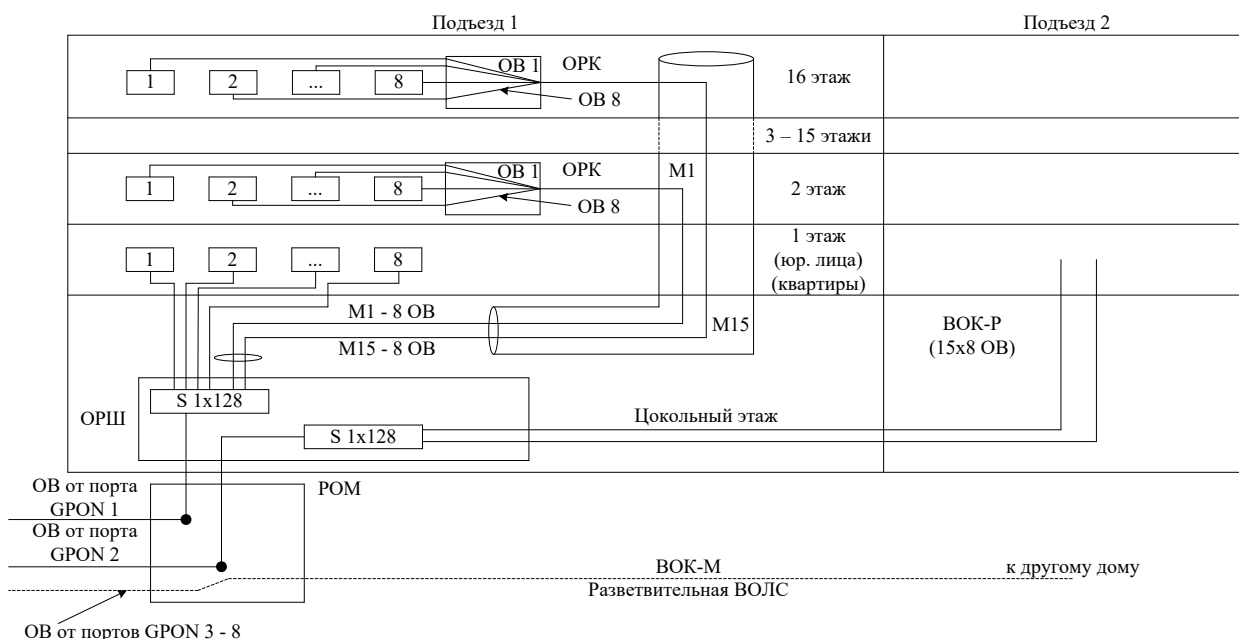 Подъезд 1
Подъезд 2
ОВ 1
ОРК
1
2
...
8
16 этаж
ОВ 8
3 – 15 этажи
ОВ 1
ОРК
М1
1
2
...
8
2 этаж
ОВ 8
1 этаж
(юр. лица)
(квартиры)
1
2
...
8
М1 - 8 ОВ
М15
М15 - 8 ОВ
ВОК-Р
(15х8 ОВ)
ОРШ
S 1x128
S 1x128
Цокольный этаж
ОВ от порта
GPON 1
РОМ
ОВ от порта
GPON 2
ВОК-М
к другому дому
Разветвительная ВОЛС
ОВ от портов GPON 3 - 8